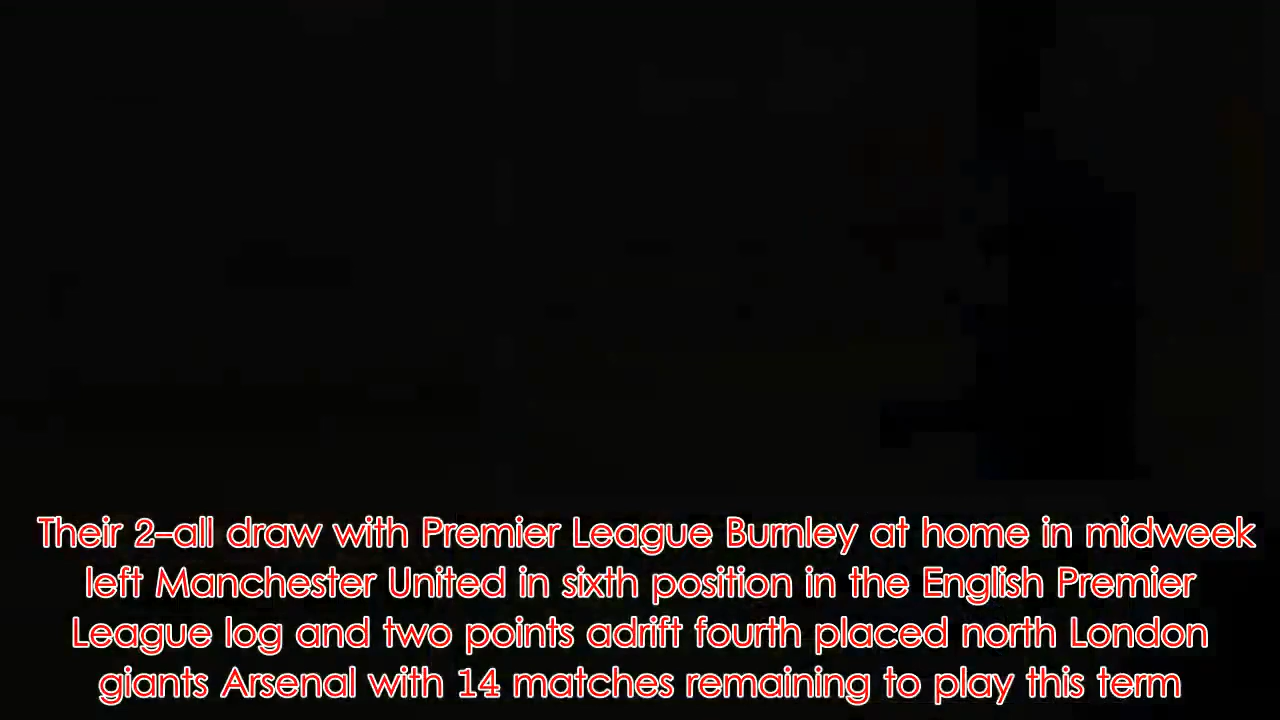 Their 2-all draw with Premier League Burnley at home in midweek
left Manchester United in sixth position in the English Premier
League log and two points adrift fourth placed north London
giants Arsenal with 14 matches remaining to play this term